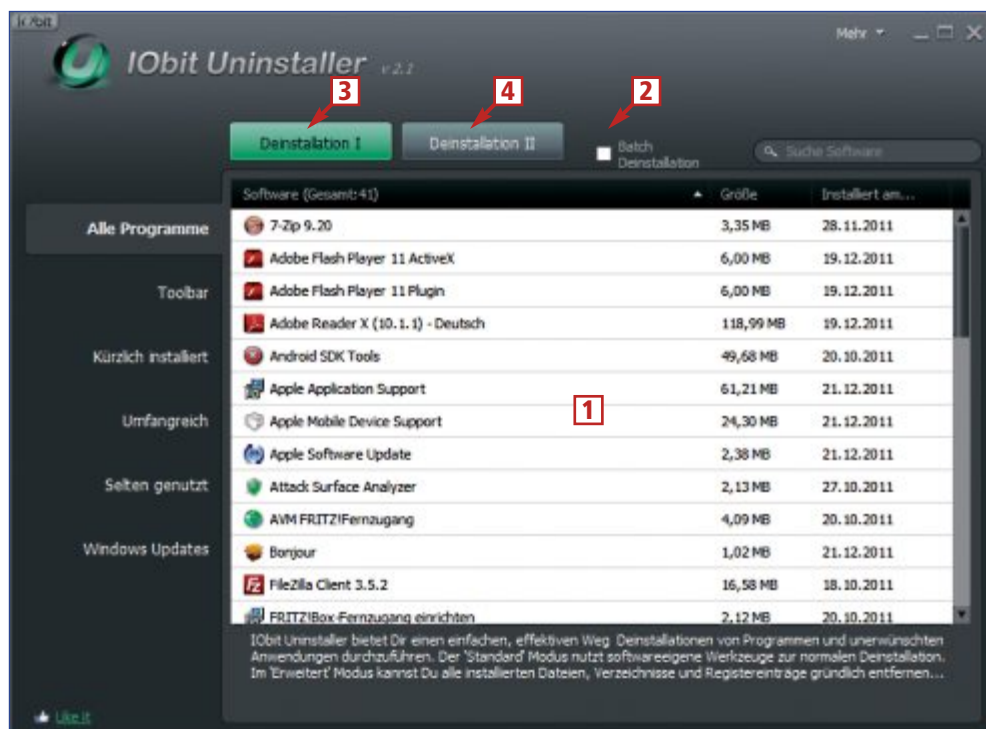 IObit
Mehr
IObit Uninstaller v 2.1
3
4
2
Deinstallation I
Deinstallation II
Batch
Deinstallation
Suche Software
Software (Gesamt:41) Größe Installiert am...
Alle Programme
Toolbar
Kürzlich installiert
Umfangreich
Selten genutzt
Windows Updates
7-Zip 9.20 3,35 MB 28.11.2011
Adobe Flash Player 11 ActiveX 6,00 MB 19.12.2011
Adobe Flash Player 11 Plugin 6,00 MB 19.12.2011
Adobe Reader X (10.1.1) - Deutsch 118,99 MB 19.12.2011
Android SDK Tools 49,68 MB 20.10.2011
Apple Application Support 61,21 MB 21.12.2011
1
Apple Mobile Device Support 24,30 MB 21.12.2011
Apple Software Update 2,38 MB 21.12.2011
Attack Surface Analyzer 2,13 MB 27.10.2011
AVM FRITZ!Fernzugang 4,09 MB 20.10.2011
Bonjour 1,02 MB 21.12.2011
FileZilla Client 3.5.2 16,58 MB 18.10.2011
FRITZ!Box-Fernzugang einrichten 2,12 MB 20.10.2011
IObit Uninstaller bietet Dir einen einfachen, effektiven Weg Deinstallationen von Programmen und unerwünschten
Anwendungen durchzuführen. Der 'Standard' Modus nutzt softwareeigene Werkzeuge zur normalen Deinstallation.
Im 'Erweitert' Modus kannst Du alle installierten Dateien, Verzeichnisse und Registereinträge gründlich entfernen...
Like it